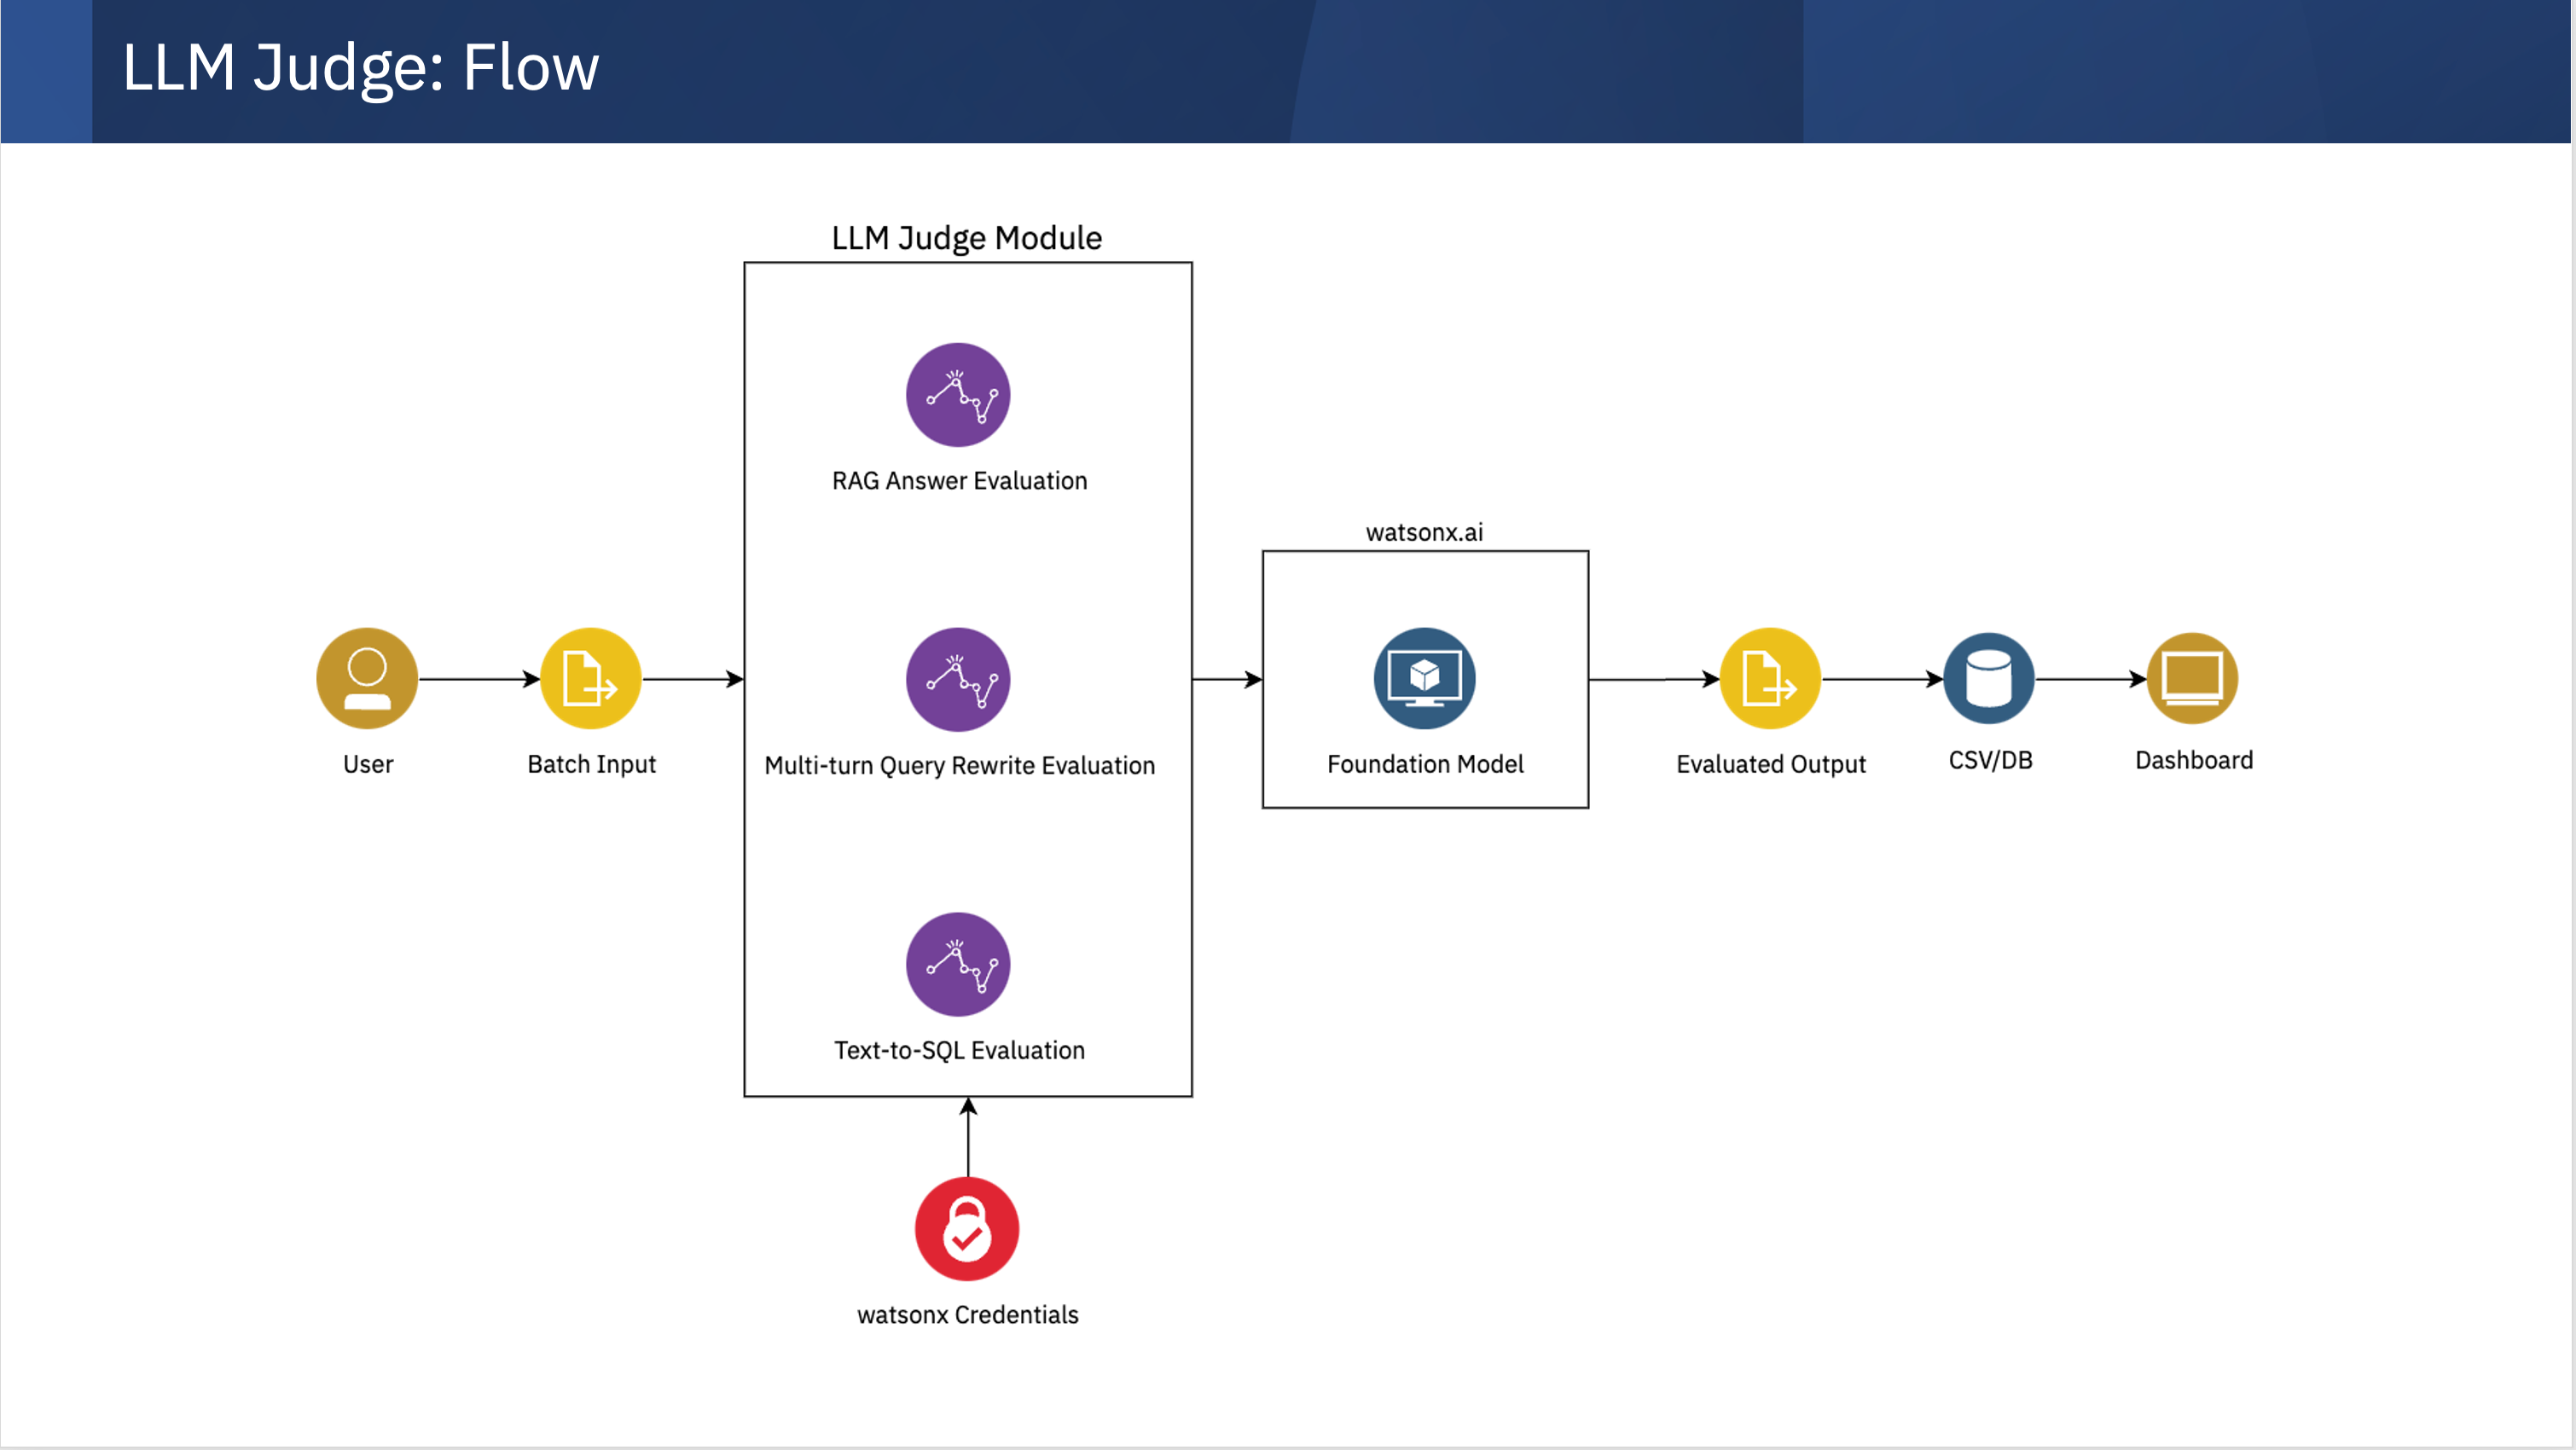 LLM Judge: Flow
LLM Judge Module
RAG Answer Evaluation
Multi-turn Query Rewrite Evaluation
Text-to-SQL Evaluation
watsonx.ai
User
Batch Input
Foundation Model
Evaluated Output
CSV/DB
Dashboard
watsonx Credentials